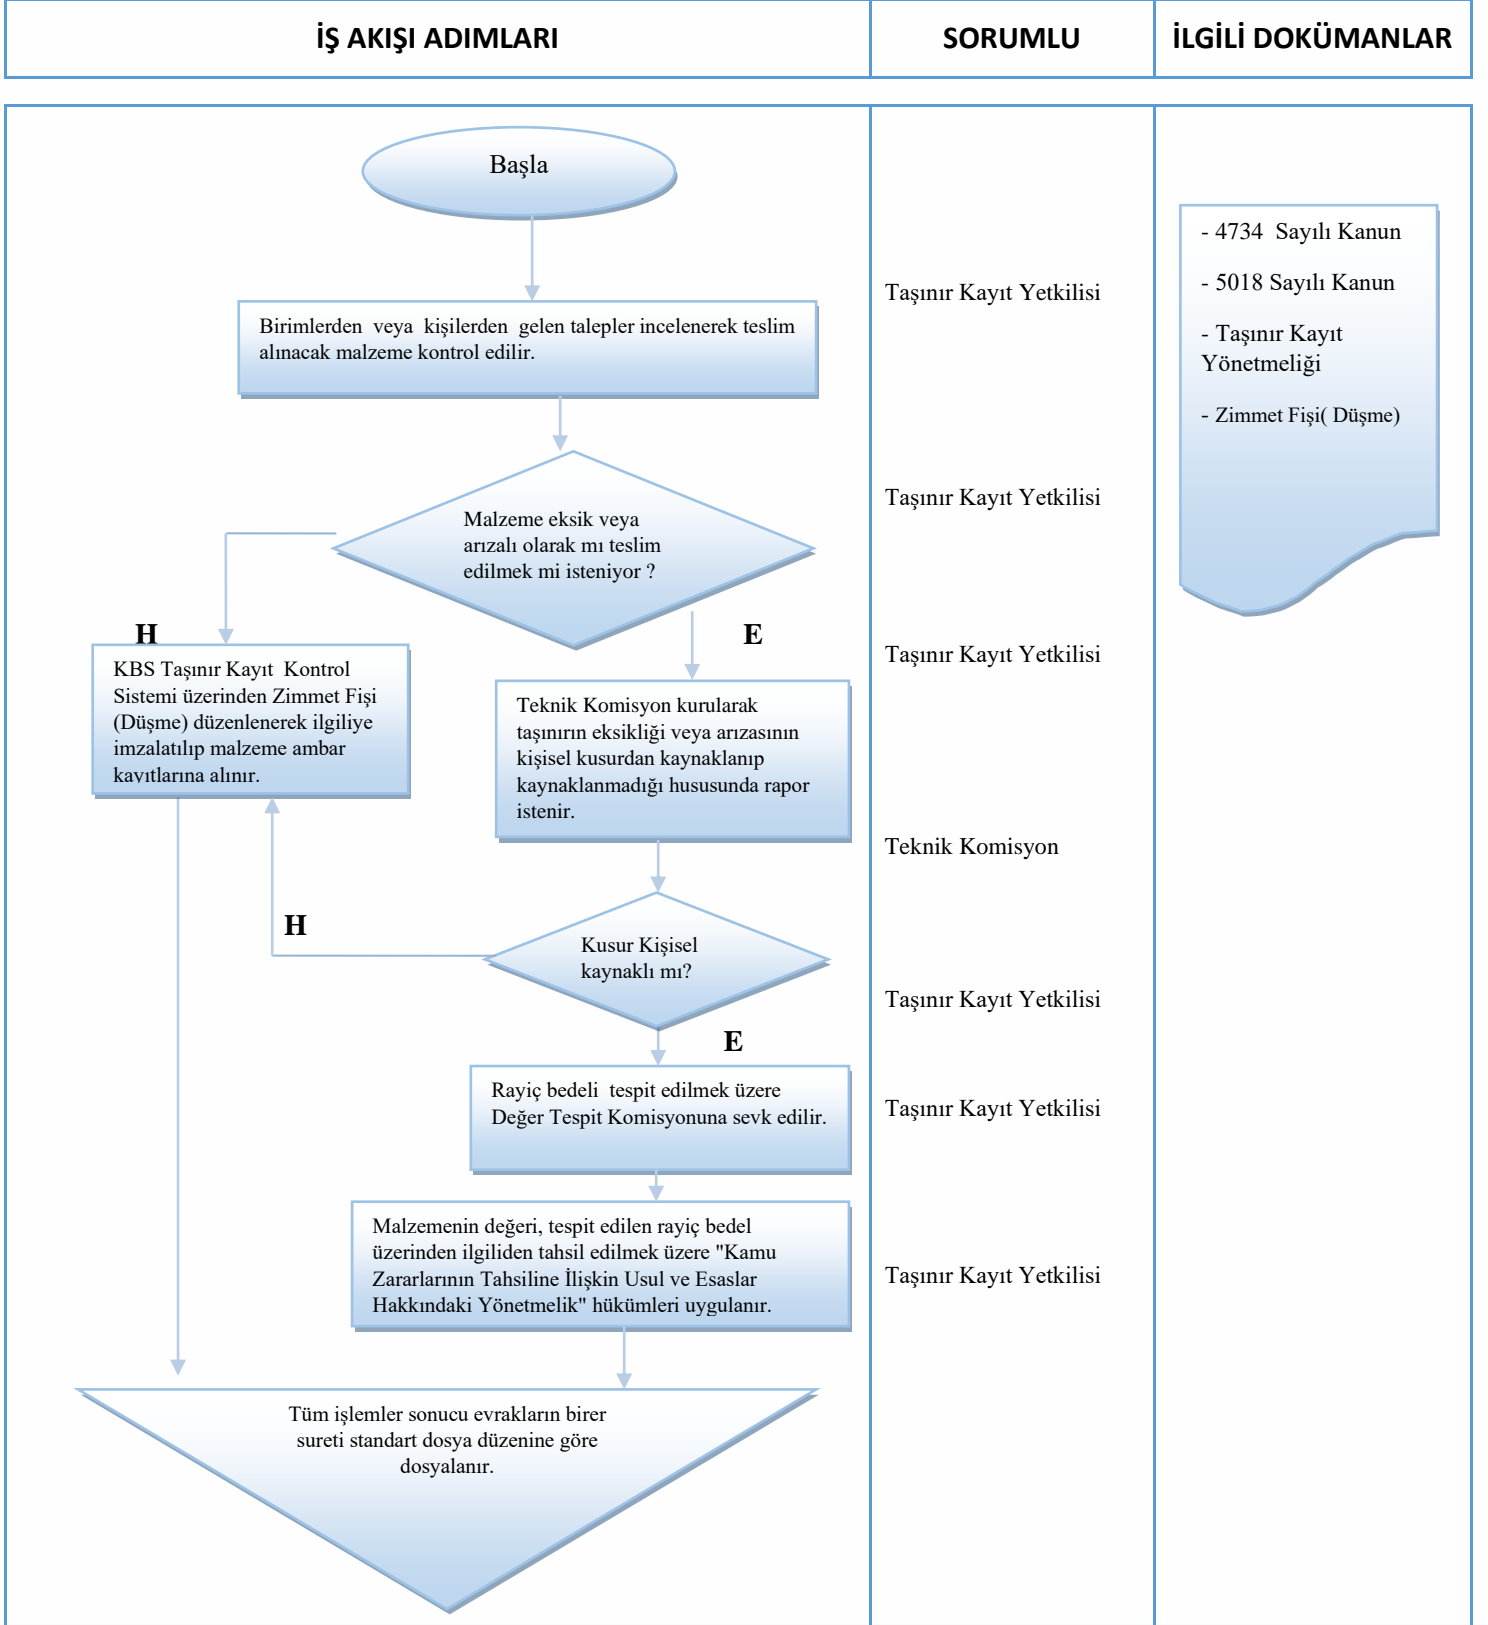 İŞ AKIŞI ADIMLARI
SORUMLU
İLGİLİ DOKÜMANLAR
Başla
Birimlerden veya kişilerden gelen talepler incelenerek teslim
alınacak malzeme kontrol edilir.
Malzeme eksik veya
arızalı olarak mı teslim
edilmek mi isteniyor ?
H
E
KBS Taşınır Kayıt Kontrol
Sistemi üzerinden Zimmet Fişi
(Düşme) düzenlenerek ilgiliye
imzalatılıp malzeme ambar
kayıtlarına alınır.
Teknik Komisyon kurularak
taşınırın eksikliği veya arızasının
kişisel kusurdan kaynaklanıp
kaynaklanmadığı hususunda rapor
istenir.
H
Kusur Kişisel
kaynaklı mı?
E
Rayiç bedeli tespit edilmek üzere
Değer Tespit Komisyonuna sevk edilir.
Malzemenin değeri, tespit edilen rayiç bedel
üzerinden ilgiliden tahsil edilmek üzere "Kamu
Zararlarının Tahsiline İlişkin Usul ve Esaslar
Hakkındaki Yönetmelik" hükümleri uygulanır.
Tüm işlemler sonucu evrakların birer
sureti standart dosya düzenine göre
dosyalanır.
Taşınır Kayıt Yetkilisi
Taşınır Kayıt Yetkilisi
Taşınır Kayıt Yetkilisi
Teknik Komisyon
Taşınır Kayıt Yetkilisi
Taşınır Kayıt Yetkilisi
Taşınır Kayıt Yetkilisi
- 4734 Sayılı Kanun
- 5018 Sayılı Kanun
- Taşınır Kayıt
Yönetmeliği
- Zimmet Fişi( Düşme)